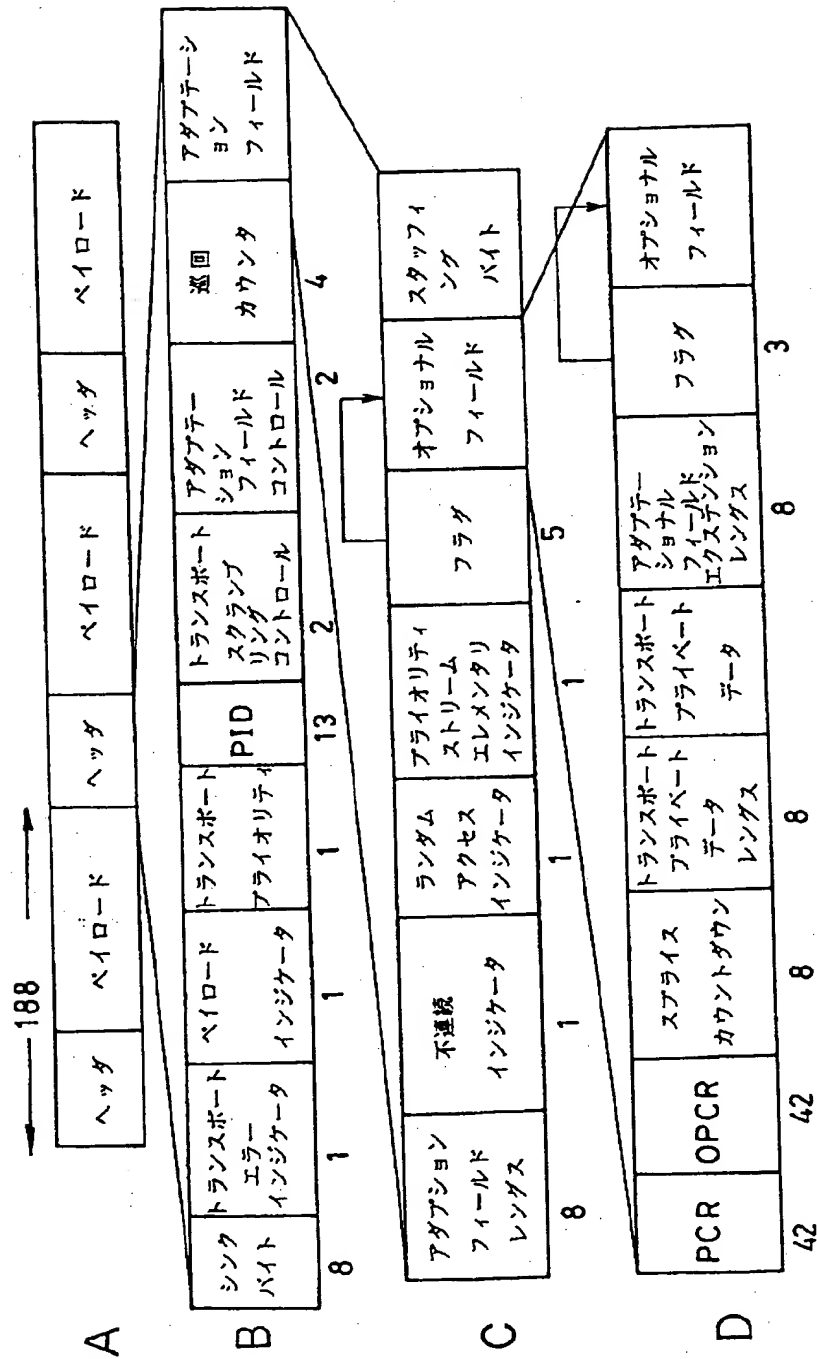 A
188
ヘッダ
ペイロード
ヘッダ
ペイロード
ヘッダ
ペイロード
B
シンク
バイト
トランスポート
エラー
インジケータ
ペイロード
インジケータ
トランスポート
プライオリティ
PID
トランスポート
スクランブ
リング
コントロール
アダプテー
ション
フィールド
コントロール
巡回
カウンタ
アダプテーシ
ョン
フィールド
8
1
1
1
13
2
2
4
C
アダプション
フィールド
レングス
不連続
インジケータ
ランダム
アクセス
インジケータ
プライオリティ
ストリーム
エレメンタリ
インジケータ
フラグ
オプショナル
フィールド
スタッフィ
ング
バイト
8
1
1
1
5
D
PCR
OPCR
スプライス
カウントダウン
トランスポート
プライベート
データ
レングス
トランスポート
プライベート
データ
アダプテー
ショナル
フィールド
エクステンション
レングス
フラグ
オプショナル
フィールド
42
42
8
8
8
3